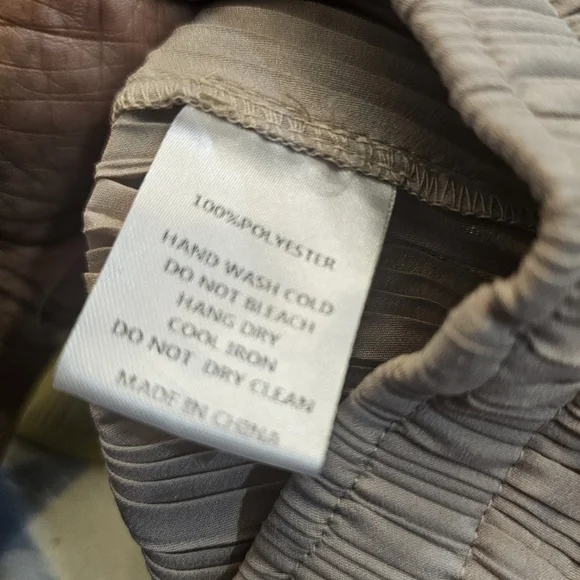 100%POLYESTER
HAND WASH COLD
DO NOT BLEACH
HANG DRY
COOL IRON
DO NOT DRY CLEAN
MADE IN CHINA